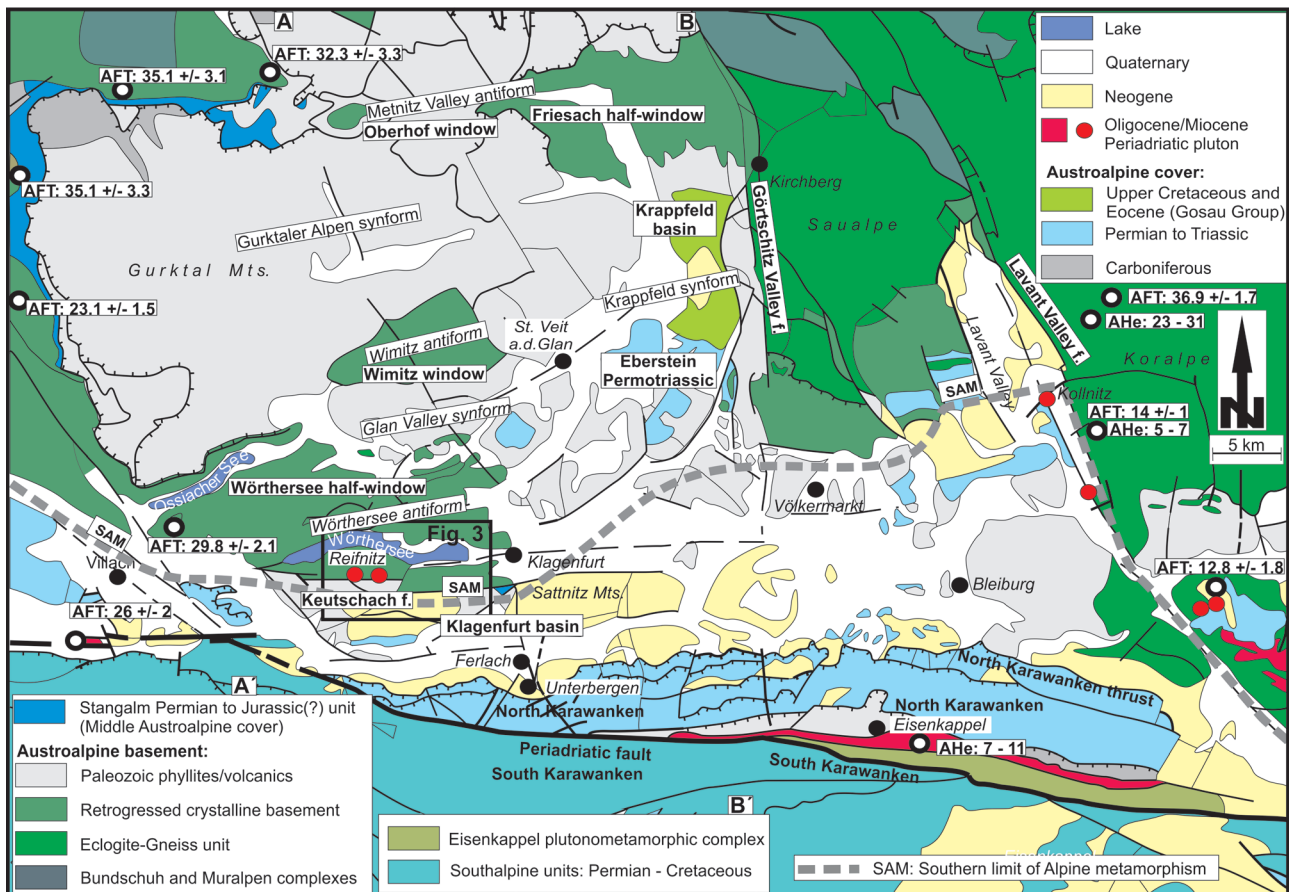 A
B
AFT: 32.3 +/- 3.3
AFT: 35.1 +/- 3.1
Metnitz Valley antiform
Oberhof window
Friesach half-window
AFT: 35.1 +/- 3.3
Kirchberg
Krappfeld
basin
Görtschitz Valley f.
Saualpe
Gurktaler Alpen synform
Gurktal Mts.
AFT: 23.1 +/- 1.5
Krappfeld synform
St. Veit
a.d.Glan
Wimitz antiform
Wimitz window
Eberstein
Permotriassic
Glan Valley synform
Lavant Valley f.
Lavant Valley
AFT: 36.9 +/- 1.7
AHe: 23 - 31
Koralpe
SAM
Kollnitz
AFT: 14 +/- 1
AHe: 5 - 7
N
5 km
Ossiacher See
Wörthersee half-window
Völkermarkt
Wörthersee antiform
Fig. 3
SAM
AFT: 29.8 +/- 2.1
Wörthersee
Reifnitz
Klagenfurt
Villach
AFT: 12.8 +/- 1.8
Bleiburg
SAM
Sattnitz Mts.
Keutschach f.
AFT: 26 +/- 2
Klagenfurt basin
Ferlach
Unterbergen
North Karawanken thrust
A´
North Karawanken
North Karawanken
Eisenkappel
AHe: 7 - 11
Periadriatic fault
South Karawanken
South Karawanken
B´
Lake
Quaternary
Neogene
Oligocene/Miocene
Periadriatic pluton
Austroalpine cover:
Upper Cretaceous and
Eocene (Gosau Group)
Permian to Triassic
Carboniferous
Stangalm Permian to Jurassic(?) unit
(Middle Austroalpine cover)
Austroalpine basement:
Paleozoic phyllites/volcanics
Retrogressed crystalline basement
Eclogite-Gneiss unit
Bundschuh and Muralpen complexes
Eisenkappel plutonometamorphic complex
Southalpine units: Permian - Cretaceous
Eisenkappel
SAM: Southern limit of Alpine metamorphism